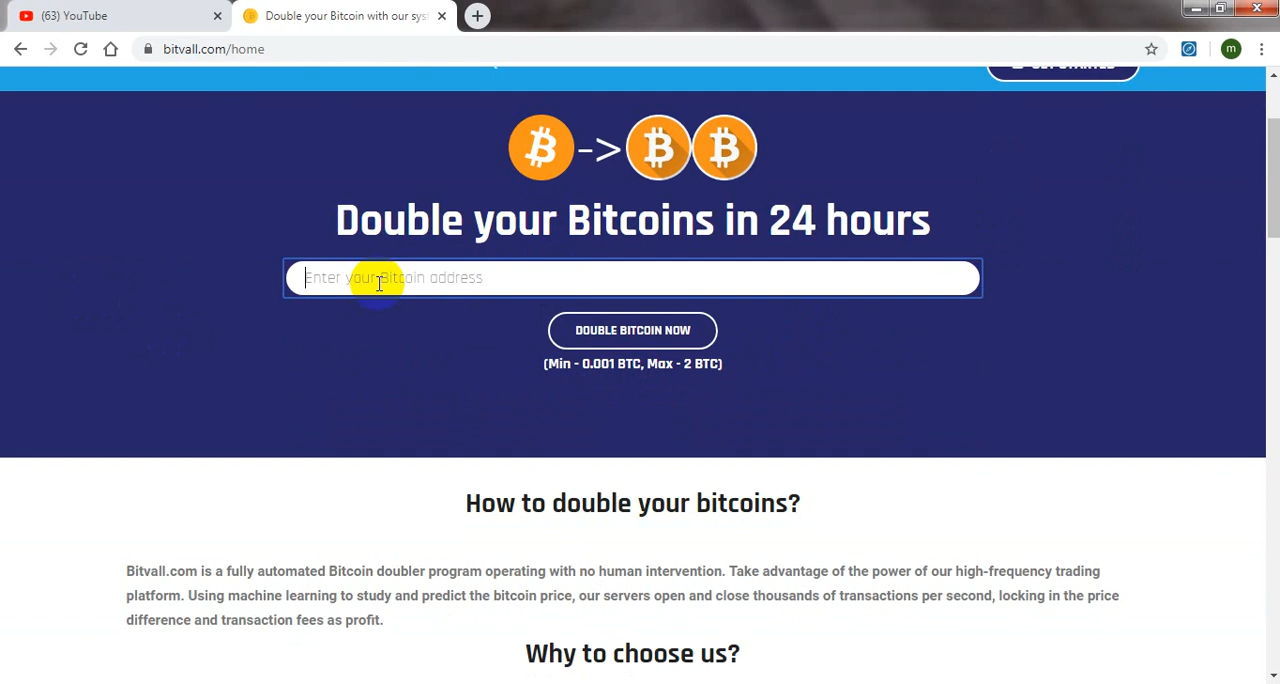 (63) YouTube
Double your Bitcoin with our sys
bitvall.com/home
m
Double your Bitcoins in 24 hours
Enter your Bitcoin address
DOUBLE BITCOIN NOW
(Min - 0.001 BTC, Max - 2 BTC)
How to double your bitcoins?
Bitvall.com is a fully automated Bitcoin doubler program operating with no human intervention. Take advantage of the power of our high-frequency trading
platform. Using machine learning to study and predict the bitcoin price, our servers open and close thousands of transactions per second, locking in the price
difference and transaction fees as profit.
Why to choose us?